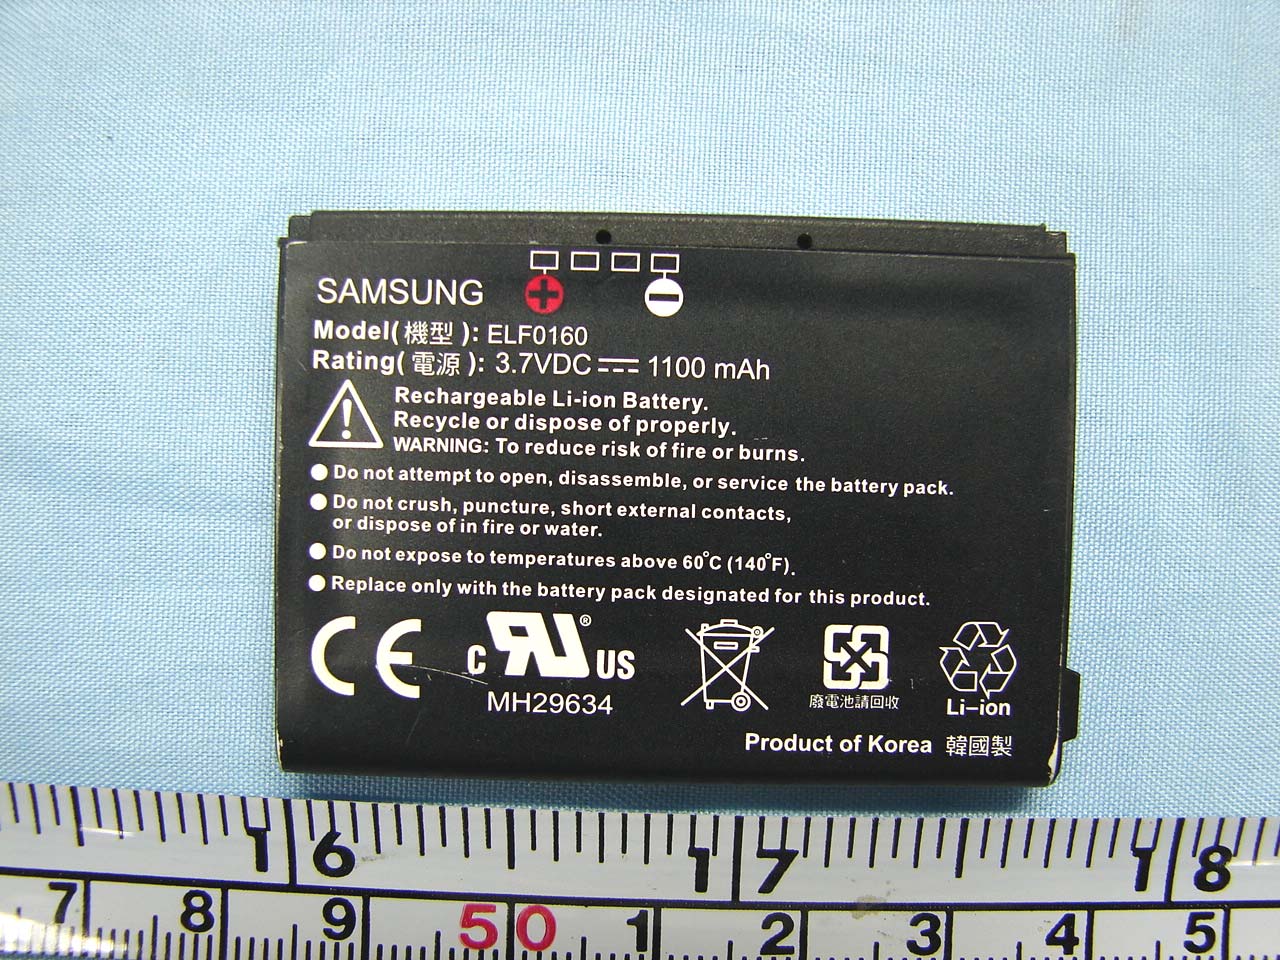 SAMSUNG
Model(機型): ELF0160
Rating(電源): 3.7VDC⎓1100 mAh
Rechargeable Li-ion Battery.
Recycle or dispose of properly.
WARNING: To reduce risk of fire or burns.
●Do not attempt to open, disassemble, or service the battery pack.
●Do not crush, puncture, short external contacts,
or dispose of in fire or water.
●Do not expose to temperatures above 60°C (140°F).
●Replace only with the battery pack designated for this product.
CE c RU® US
MH29634
廢電池請回收
Li-ion
Product of Korea 韓國製
16 17 18
7 8 9 50 1 2 3 4 5